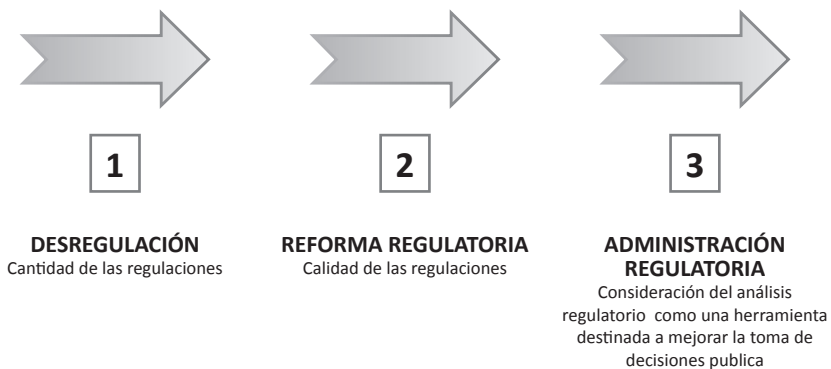 1
DESREGULACIÓN
Cantidad de las regulaciones
2
REFORMA REGULATORIA
Calidad de las regulaciones
3
ADMINISTRACIÓN
REGULATORIA
Consideración del análisis
regulatorio como una herramienta
destinada a mejorar la toma de
decisiones publica